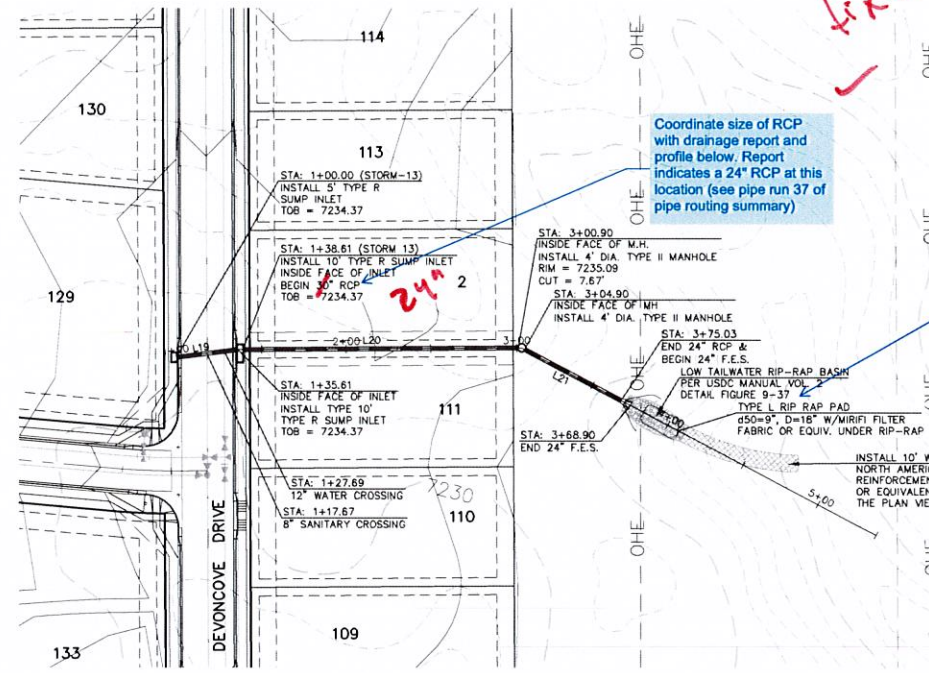 114
OHE
OHE
130
Coordinate size of RCP
with drainage report and
profile below. Report
indicates a 24" RCP at this
location (see pipe run 37 of
pipe routing summary)
113
STA: 1+00.00 (STORM-13)
INSTALL 5' TYPE R
SUMP INLET
TOB = 7234.37
OHE
OHE
STA: 1+38.61 (STORM 13)
INSTALL 10' TYPE R SUMP INLET
INSIDE FACE OF INLET
BEGIN 30" RCP
TOB = 7234.37
24"
2
STA: 3+00.90
INSIDE FACE OF M.H.
INSTALL 4' DIA. TYPE II MANHOLE
RIM = 7235.09
CUT = 7.67
STA: 3+04.90
INSIDE FACE OF MH
INSTALL 4' DIA. TYPE II MANHOLE
129
STA: 3+75.03
END 24" RCP &
BEGIN 24" F.E.S.
L19
2+00
L20
3+00
L21
OHE
LOW TAILWATER RIP-RAP BASIN
PER USDC MANUAL VOL. 2
DETAIL FIGURE 9-37
TYPE L RIP RAP PAD
d50=9", D=18" W/MIRIFI FILTER
FABRIC OR EQUIV. UNDER RIP-RAP
4+00
STA: 1+35.61
INSIDE FACE OF INLET
INSTALL TYPE 10'
TYPE R SUMP INLET
TOB = 7234.37
111
STA: 3+68.90
END 24" F.E.S.
INSTALL 10' W
NORTH AMERIC
REINFORCEMEN
OR EQUIVALEN
THE PLAN VIE
5+00
STA: 1+27.69
12" WATER CROSSING
STA: 1+17.67
8" SANITARY CROSSING
7230
110
OHE
OHE
DEVONCOVE DRIVE
109
133